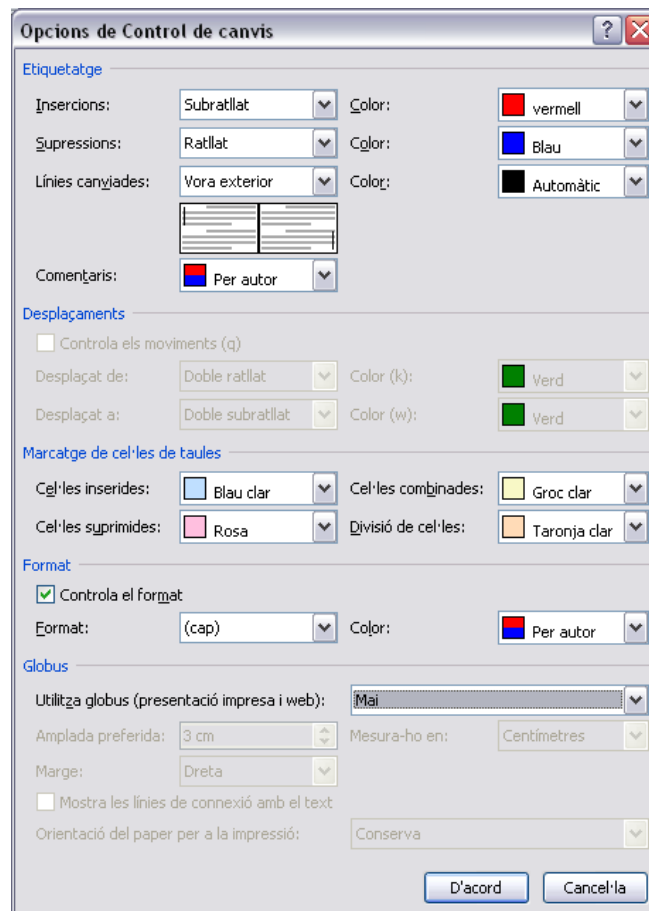 Opcions de Control de canvis
Etiquetatge
Insercions: Subratllat Color: vermell
Supressions: Ratllat Color: Blau
Línies canviades: Vora exterior Color: Automàtic
Comentaris: Per autor
Desplaçaments
Controla els moviments (q)
Desplaçat de: Doble ratllat Color (k): Verd
Desplaçat a: Doble subratllat Color (w): Verd
Marcatge de cel·les de taules
Cel·les inserides: Blau clar Cel·les combinades: Groc clar
Cel·les suprimides: Rosa Divisió de cel·les: Taronja clar
Format
Controla el format
Format: (cap) Color: Per autor
Globus
Utilitza globus (presentació impresa i web): Mai
Amplada preferida: 3 cm Mesura-ho en: Centímetres
Marge: Dreta
Mostra les línies de connexió amb el text
Orientació del paper per a la impressió: Conserva
D'acord Cancel·la